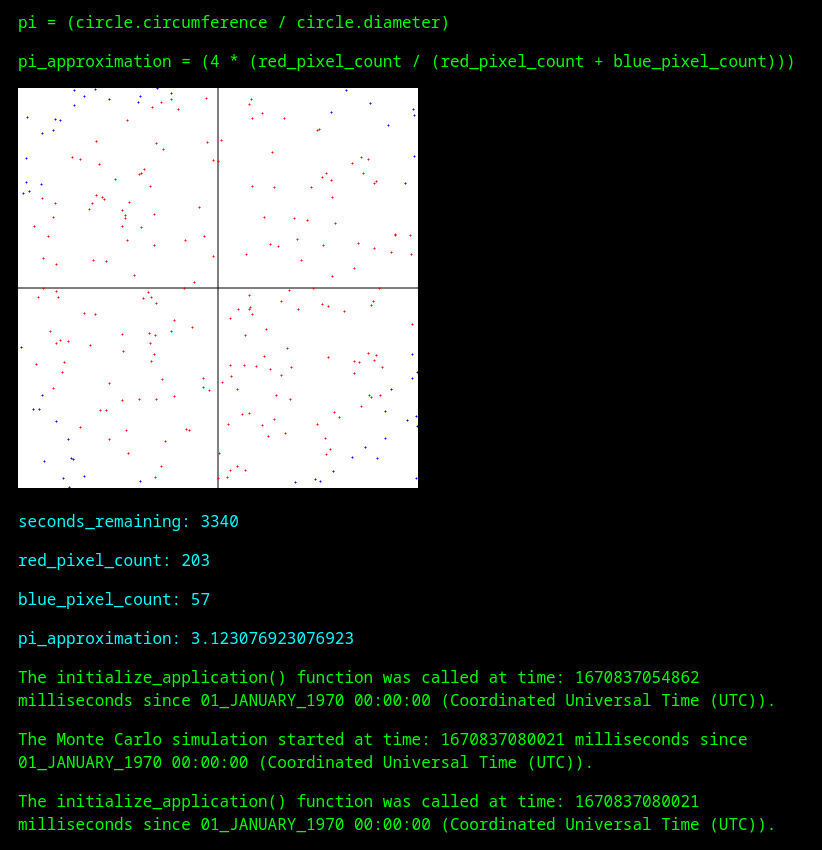 pi = (circle.circumference / circle.diameter)
pi_approximation = (4 * (red_pixel_count / (red_pixel_count + blue_pixel_count)))
seconds_remaining: 3340
red_pixel_count: 203
blue_pixel_count: 57
pi_approximation: 3.123076923076923
The initialize_application() function was called at time: 1670837054862
milliseconds since 01_JANUARY_1970 00:00:00 (Coordinated Universal Time (UTC)).
The Monte Carlo simulation started at time: 1670837080021 milliseconds since
01_JANUARY_1970 00:00:00 (Coordinated Universal Time (UTC)).
The initialize_application() function was called at time: 1670837080021
milliseconds since 01_JANUARY_1970 00:00:00 (Coordinated Universal Time (UTC)).